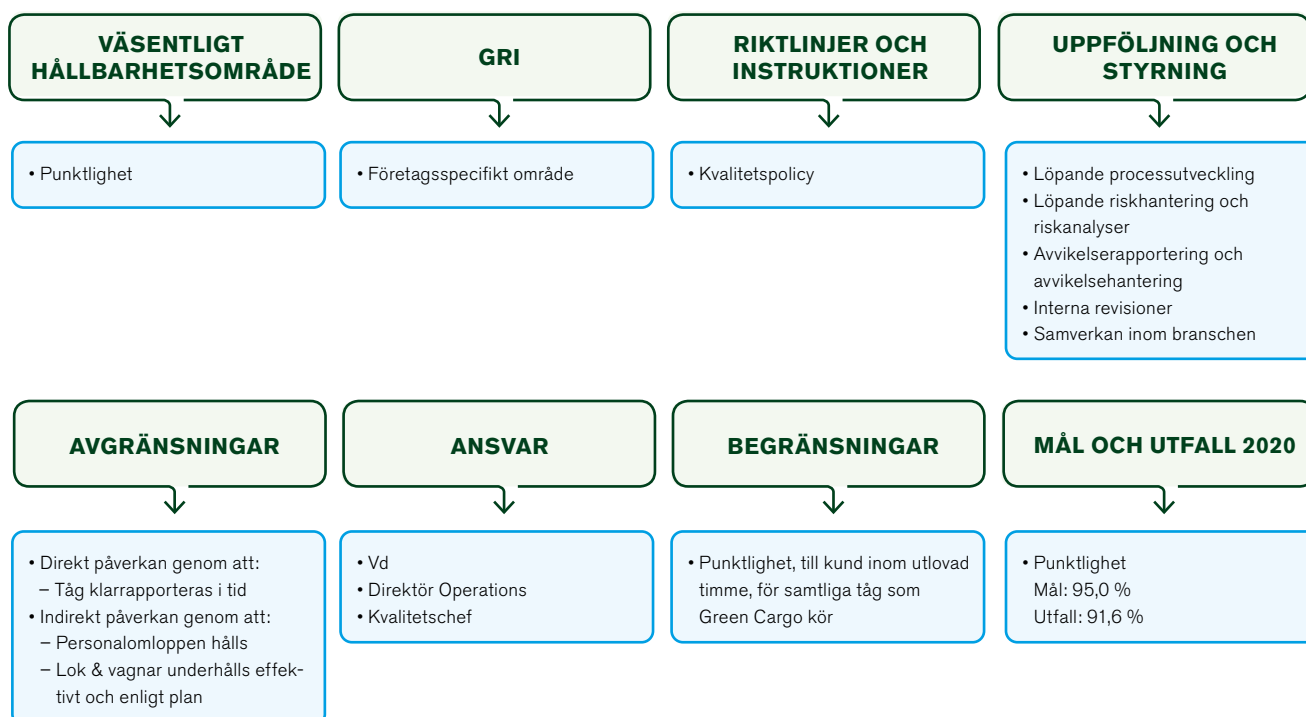 VÄSENTLIGT
HÅLLBARHETSOMRÅDE
• Punktlighet
GRI
• Företagsspecifikt område
RIKTLINJER OCH
INSTRUKTIONER
• Kvalitetspolicy
UPPFÖLJNING OCH
STYRNING
• Löpande processutveckling
• Löpande riskhantering och
riskanalyser
• Avvikelserapportering och
avvikelsehantering
• Interna revisioner
• Samverkan inom branschen
AVGRÄNSNINGAR
• Direkt påverkan genom att:
– Tåg klarrapporteras i tid
• Indirekt påverkan genom att:
– Personalomloppen hålls
– Lok & vagnar underhålls effek-
tivt och enligt plan
ANSVAR
• Vd
• Direktör Operations
• Kvalitetschef
BEGRÄNSNINGAR
• Punktlighet, till kund inom utlovad
timme, för samtliga tåg som
Green Cargo kör
MÅL OCH UTFALL 2020
• Punktlighet
Mål: 95,0 %
Utfall: 91,6 %